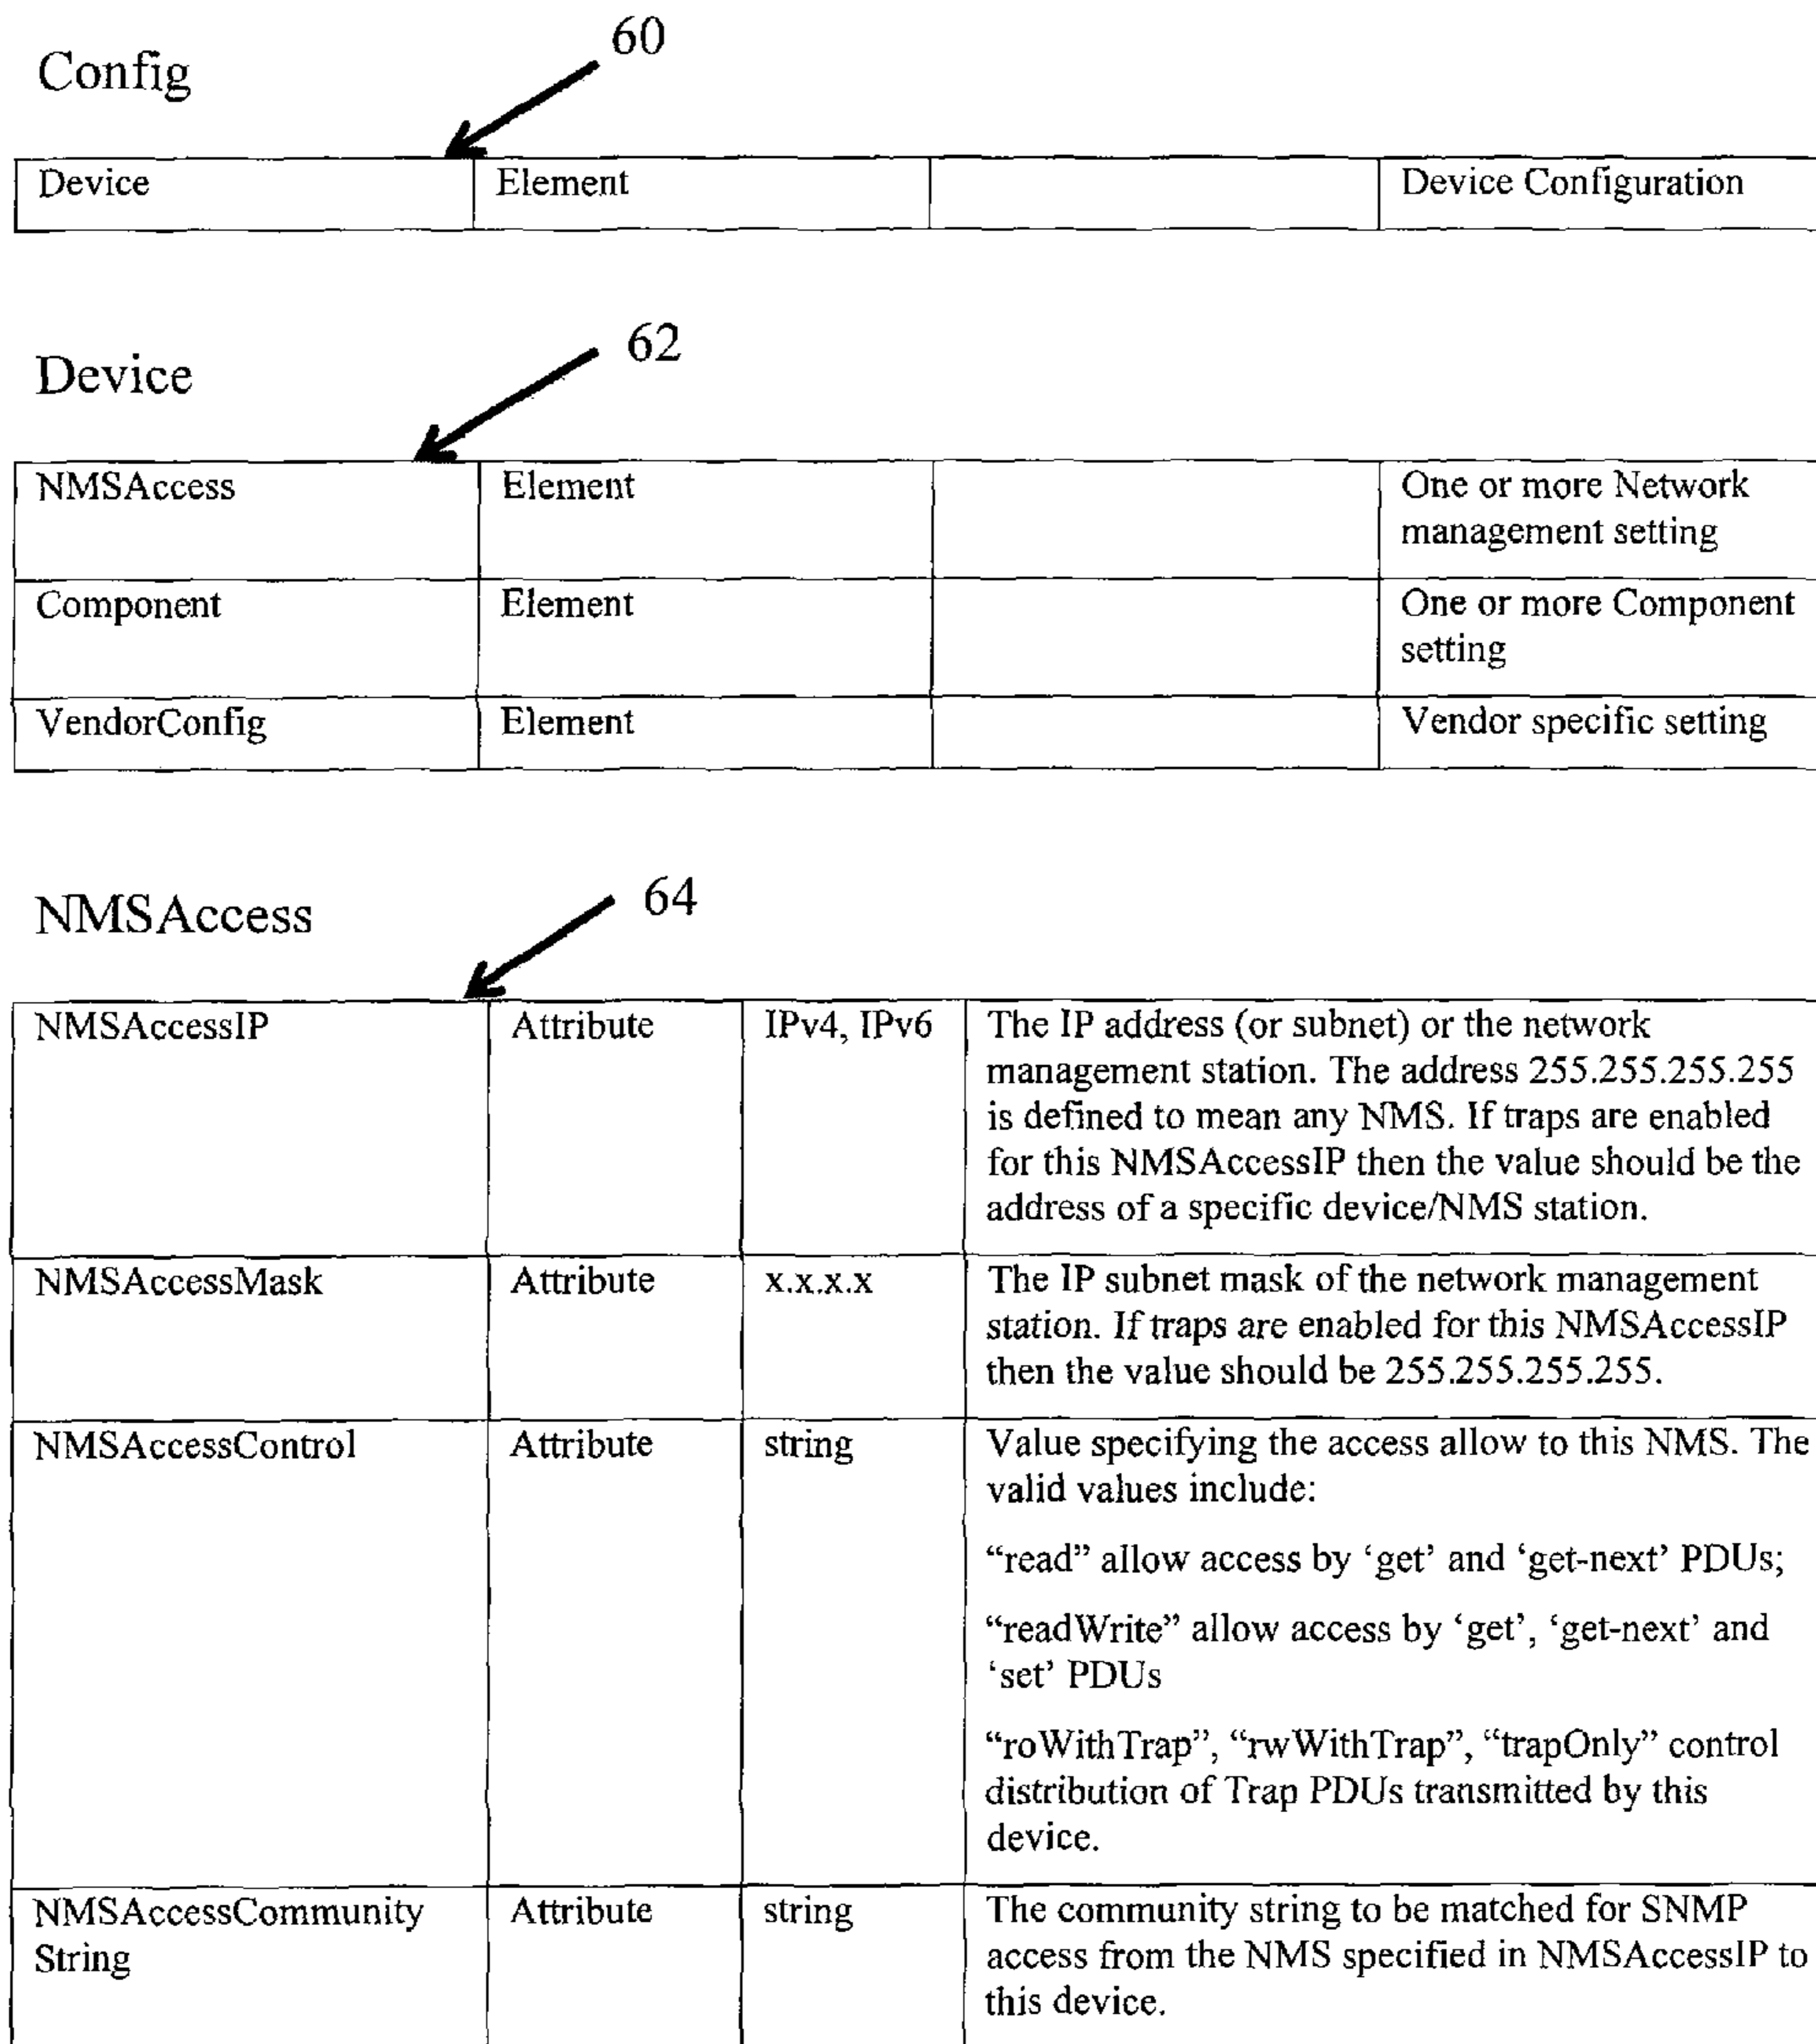 60
Config
Device Element Device Configuration
62
Device
NMSAccess Element One or more Network
management setting
Component Element One or more Component
setting
VendorConfig Element Vendor specific setting
64
NMSAccess
NMSAccessIP Attribute IPv4, IPv6 The IP address (or subnet) or the network
management station. The address 255.255.255.255
is defined to mean any NMS. If traps are enabled
for this NMSAccessIP then the value should be the
address of a specific device/NMS station.
NMSAccessMask Attribute x.x.x.x The IP subnet mask of the network management
station. If traps are enabled for this NMSAccessIP
then the value should be 255.255.255.255.
NMSAccessControl Attribute string Value specifying the access allow to this NMS. The
valid values include:
“read” allow access by ‘get’ and ‘get-next’ PDUs;
“readWrite” allow access by ‘get’, ‘get-next’ and
‘set’ PDUs
“roWithTrap”, “rwWithTrap”, “trapOnly” control
distribution of Trap PDUs transmitted by this
device.
NMSAccessCommunity Attribute string The community string to be matched for SNMP
String access from the NMS specified in NMSAccessIP to
this device.